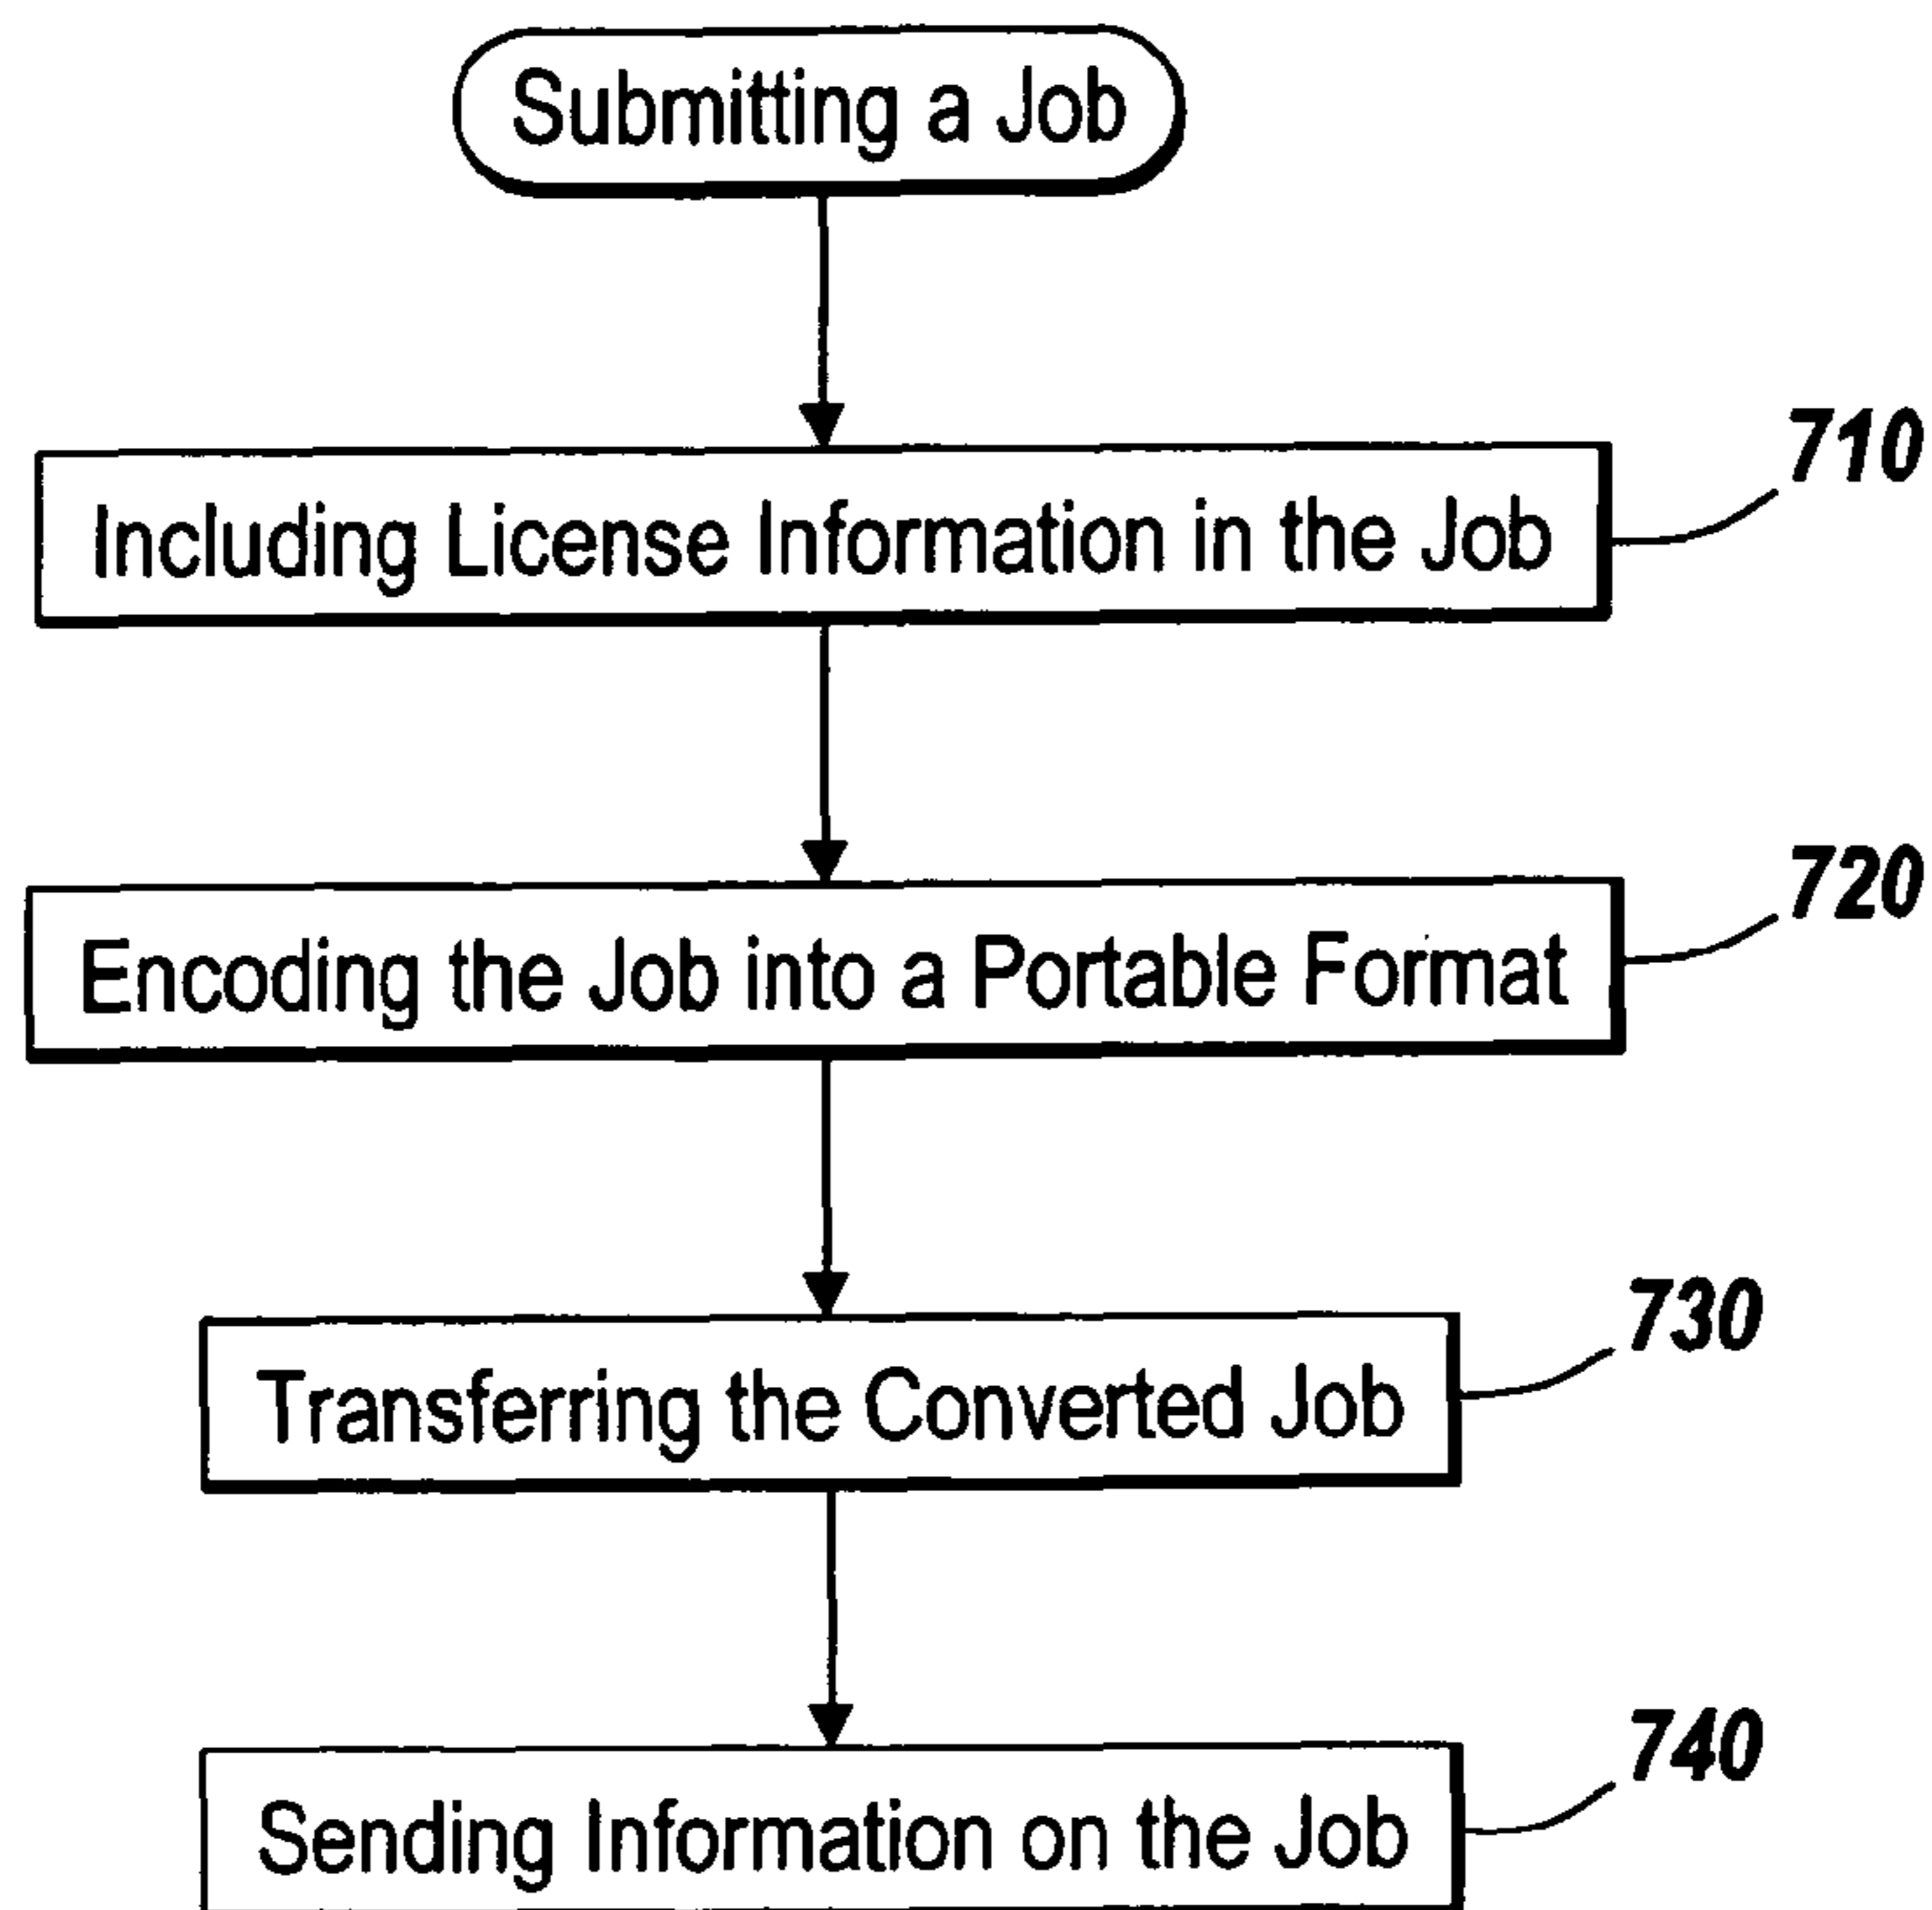 Submitting a Job
710
Including License Information in the Job
720
Encoding the Job into a Portable Format
730
Transferring the Converted Job
740
Sending Information on the Job